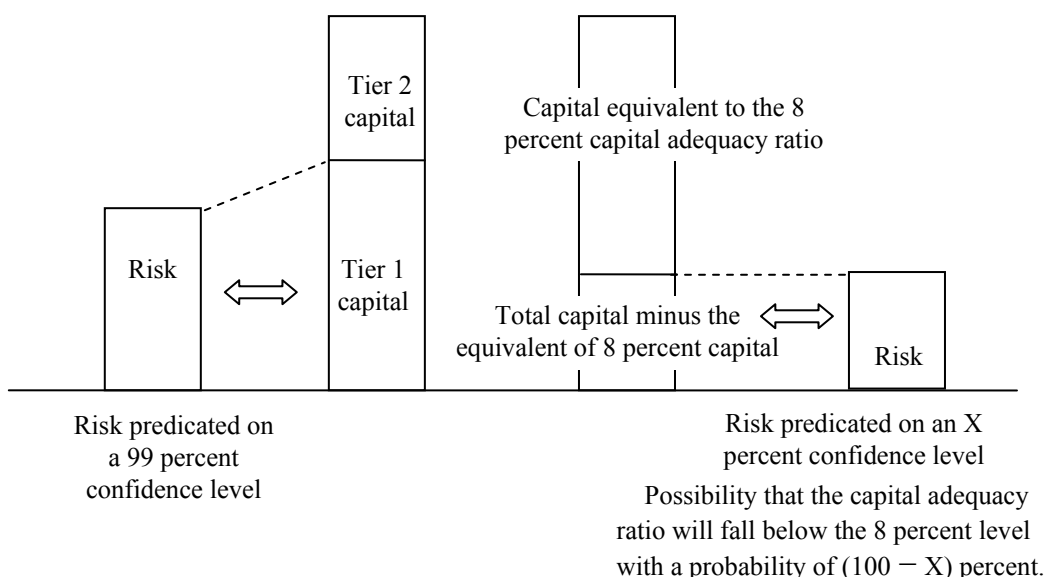 Tier 2
capital
Capital equivalent to the 8
percent capital adequacy ratio
Risk
Tier 1
capital
Total capital minus the
equivalent of 8 percent capital
Risk
Risk predicated on
a 99 percent
confidence level
Risk predicated on an X
percent confidence level
Possibility that the capital adequacy
ratio will fall below the 8 percent level
with a probability of (100 − X) percent.